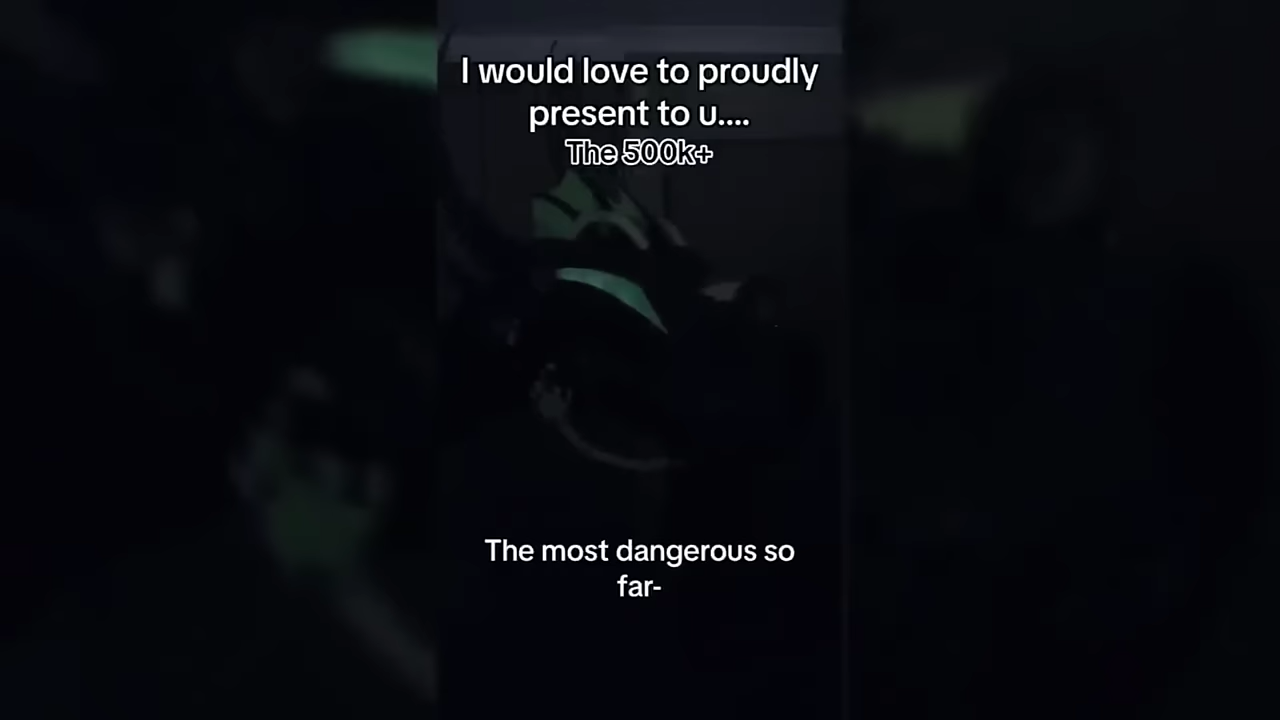 I would love to proudly
present to u....
The 500k+
The most dangerous so
far-